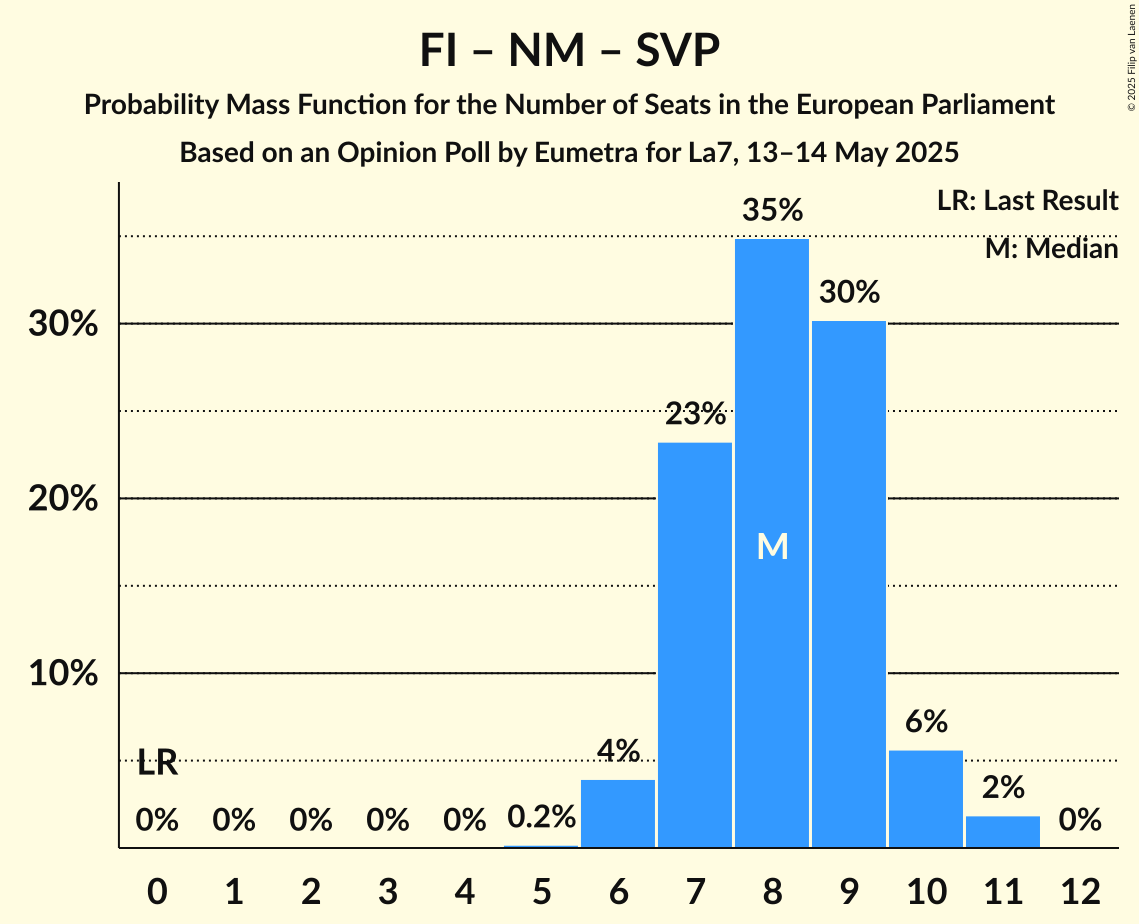 FI – NM – SVP
Probability Mass Function for the Number of Seats in the European Parliament
Based on an Opinion Poll by Eumetra for La7, 13–14 May 2025
© 2025 Filip van Laenen
LR: Last Result
M: Median
35%
30%
30%
23%
20%
M
10%
6%
4%
LR
2%
0% 0% 0% 0% 0% 0.2% 0%
0 1 2 3 4 5 6 7 8 9 10 11 12